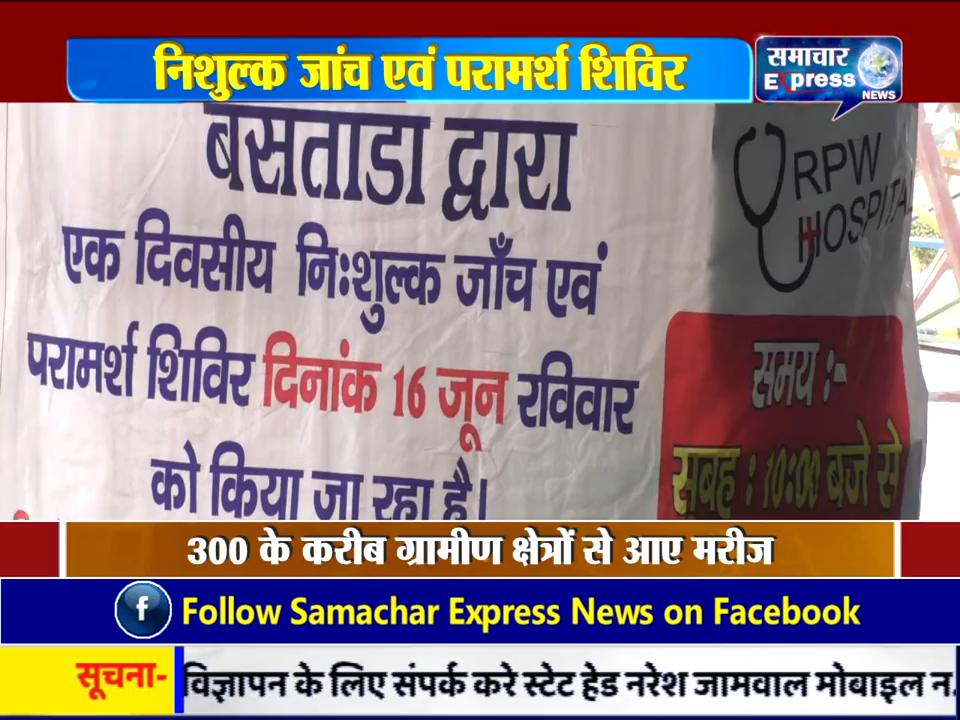 निशुल्क जांच एवं परामर्श शिविर
समाचार
Express
NEWS
बसताडा द्वारा
एक दिवसीय निःशुल्क जाँच एवं
परामर्श शिविर दिनांक 16 जून रविवार
को किया जा रहा है।
RPW
HOSPITAL
समय :-
सुबह : 10:00 बजे से
300 के करीब ग्रामीण क्षेत्रों से आए मरीज
f
Follow Samachar Express News on Facebook
सूचना-
विज्ञापन के लिए संपर्क करे स्टेट हेड नरेश जामवाल मोबाइल न.